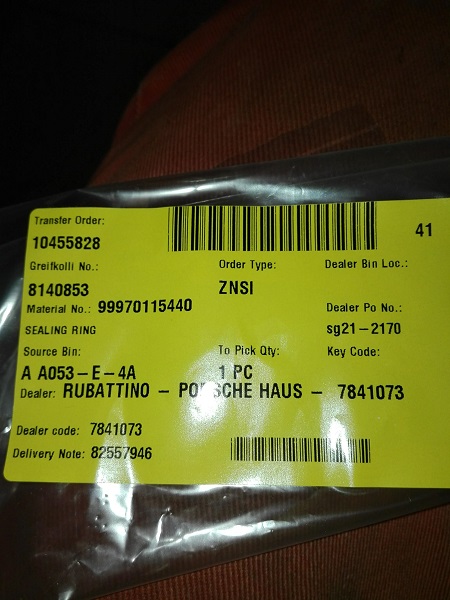 Transfer Order: 41
10455828
Greifkolli No.: Order Type: Dealer Bin Loc.:
8140853 ZNSI
Material No.: 99970115440 Dealer Po No.:
SEALING RING sg21-2170
Source Bin: To Pick Qty: Key Code:
A A053-E-4A 1 PC
Dealer: RUBATTINO - PORSCHE HAUS - 7841073
Dealer code: 7841073
Delivery Note: 82557946